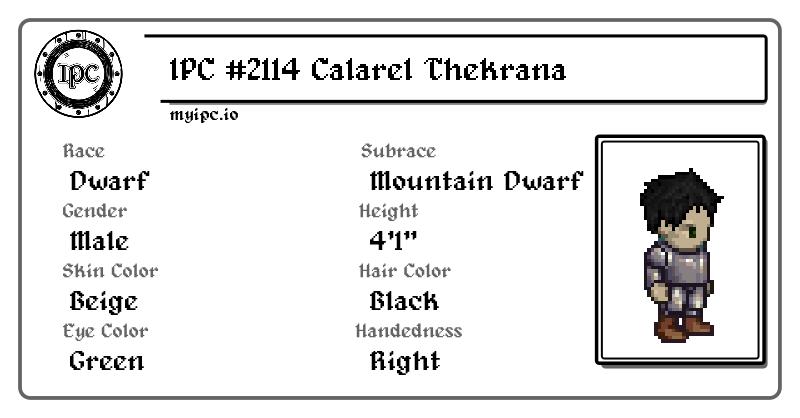 IPC
IPC #2114 Calarel Thekrana
myipc.io
Race
Subrace
Dwarf
Mountain Dwarf
Gender
Height
Male
4'1"
Skin Color
Hair Color
Beige
Black
Eye Color
Handedness
Green
Right